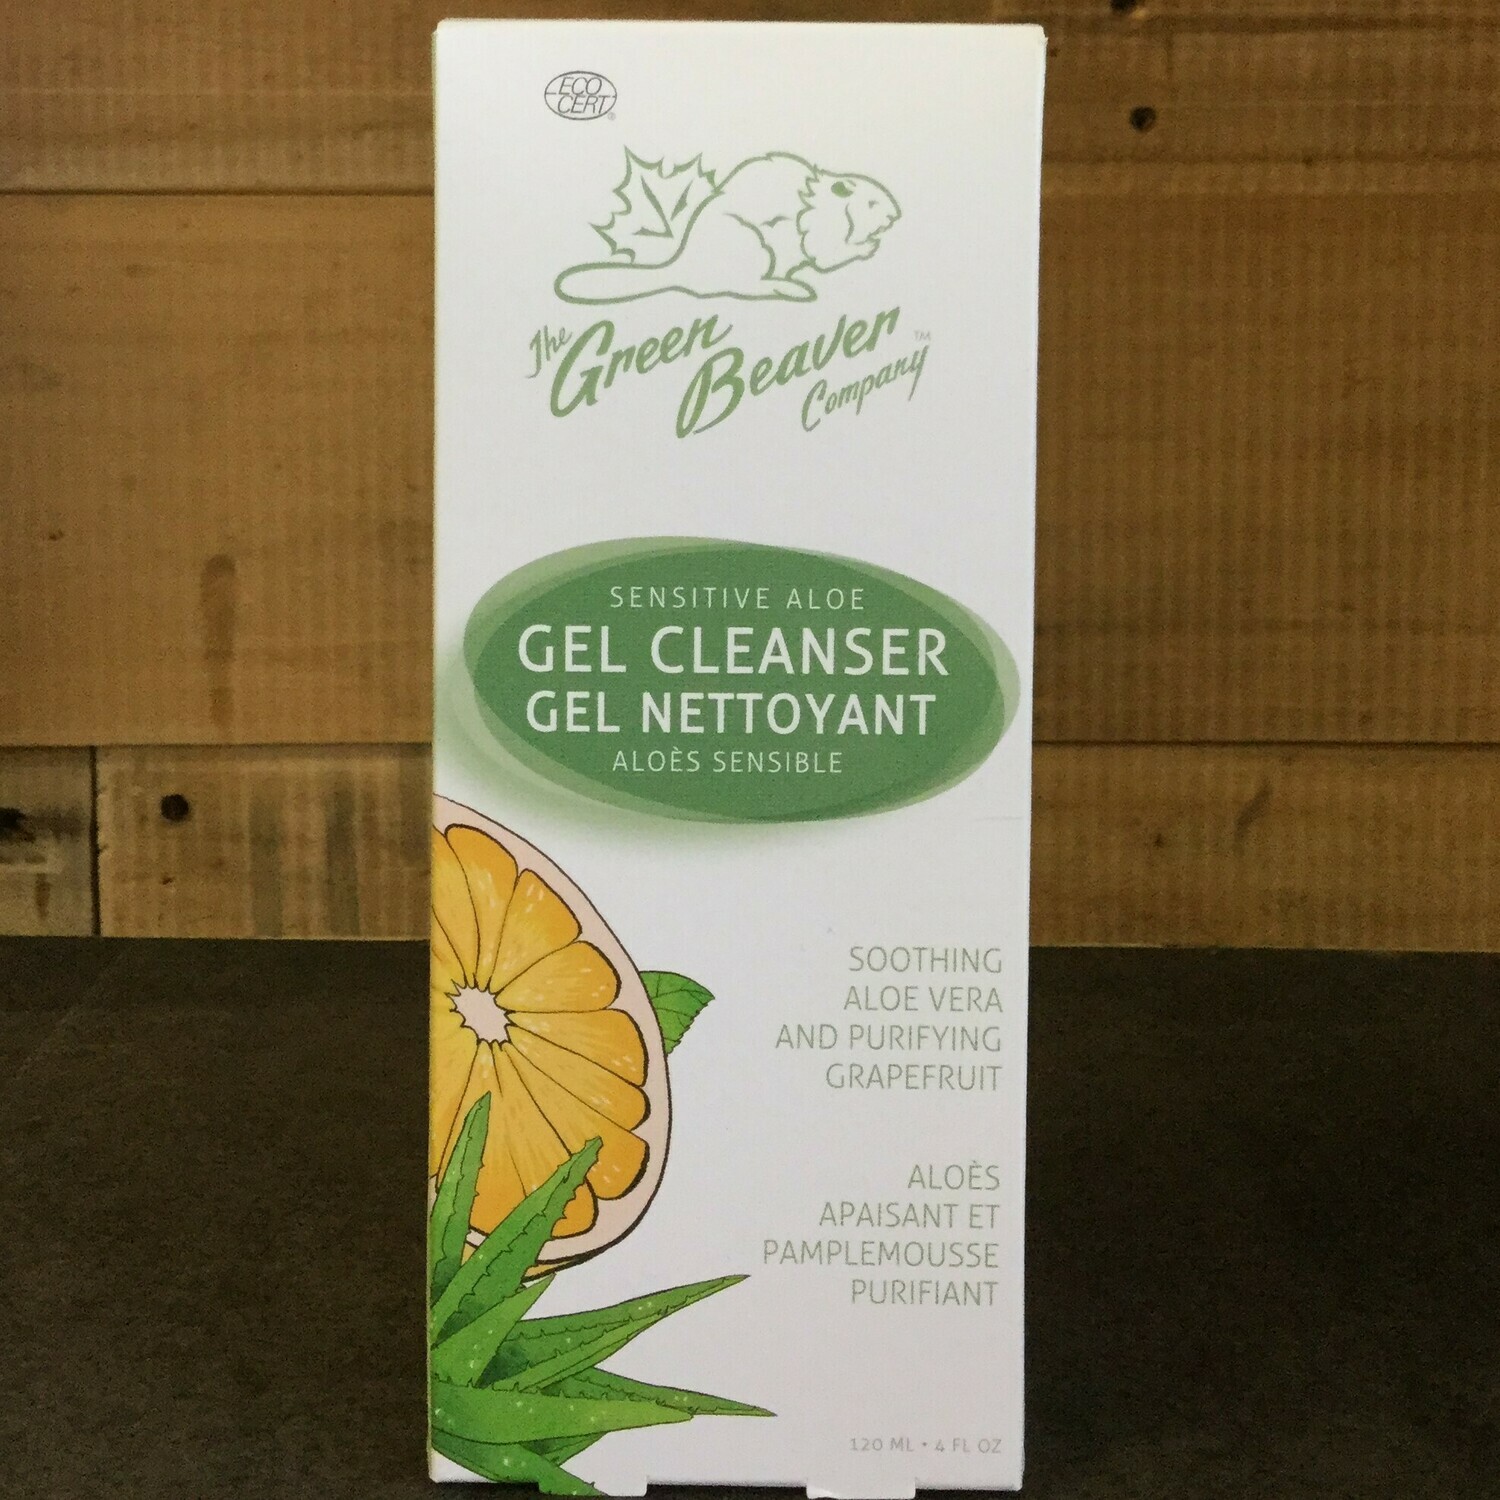 ECO
CERT®
The Green Beaver Company™
SENSITIVE ALOE
GEL CLEANSER
GEL NETTOYANT
ALOÈS SENSIBLE
SOOTHING
ALOE VERA
AND PURIFYING
GRAPEFRUIT
ALOÈS
APAISANT ET
PAMPLEMOUSSE
PURIFIANT
120 ML • 4 FL OZ